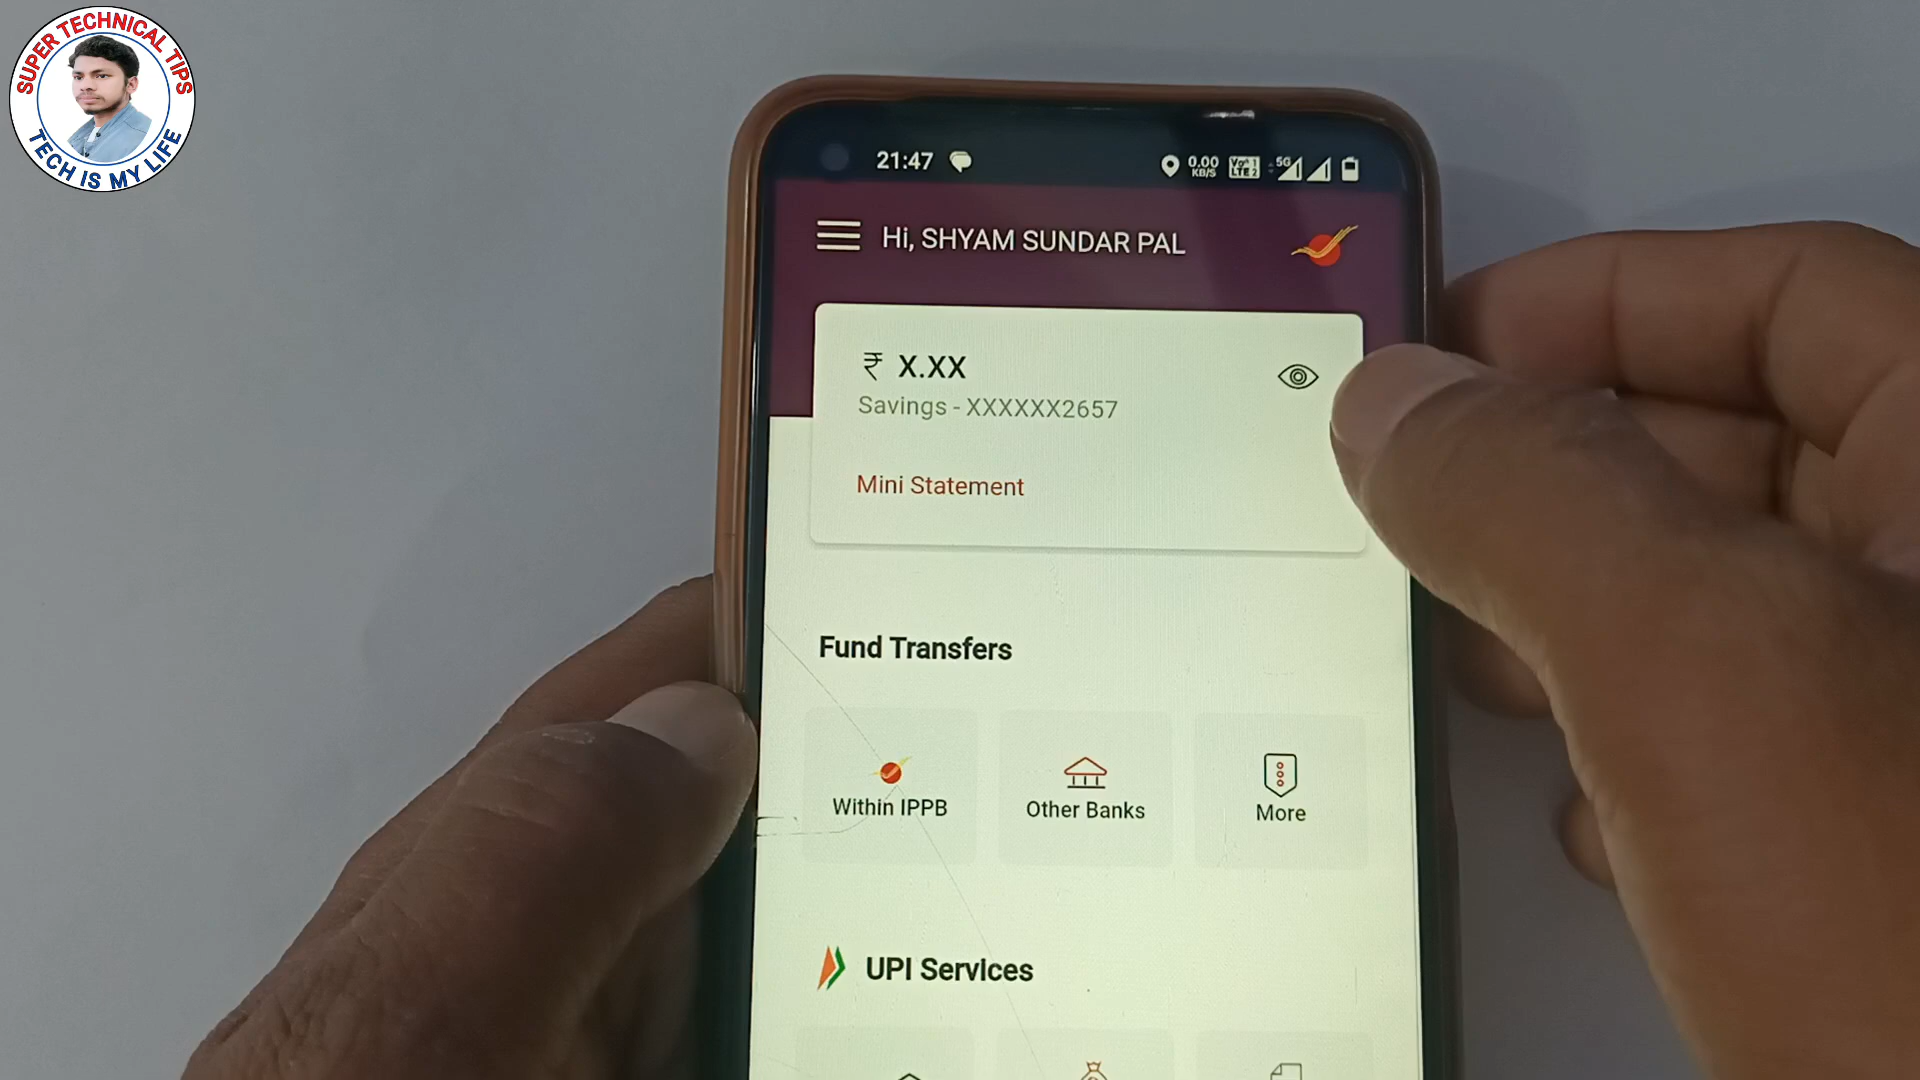 SUPER TECHNICAL TIPS
TECH IS MY LIFE
21:47
0.00
KB/S
5G
Hi, SHYAM SUNDAR PAL
₹ X.XX
Savings - XXXXXX2657
Mini Statement
Fund Transfers
Within IPPB
Other Banks
More
UPI Services